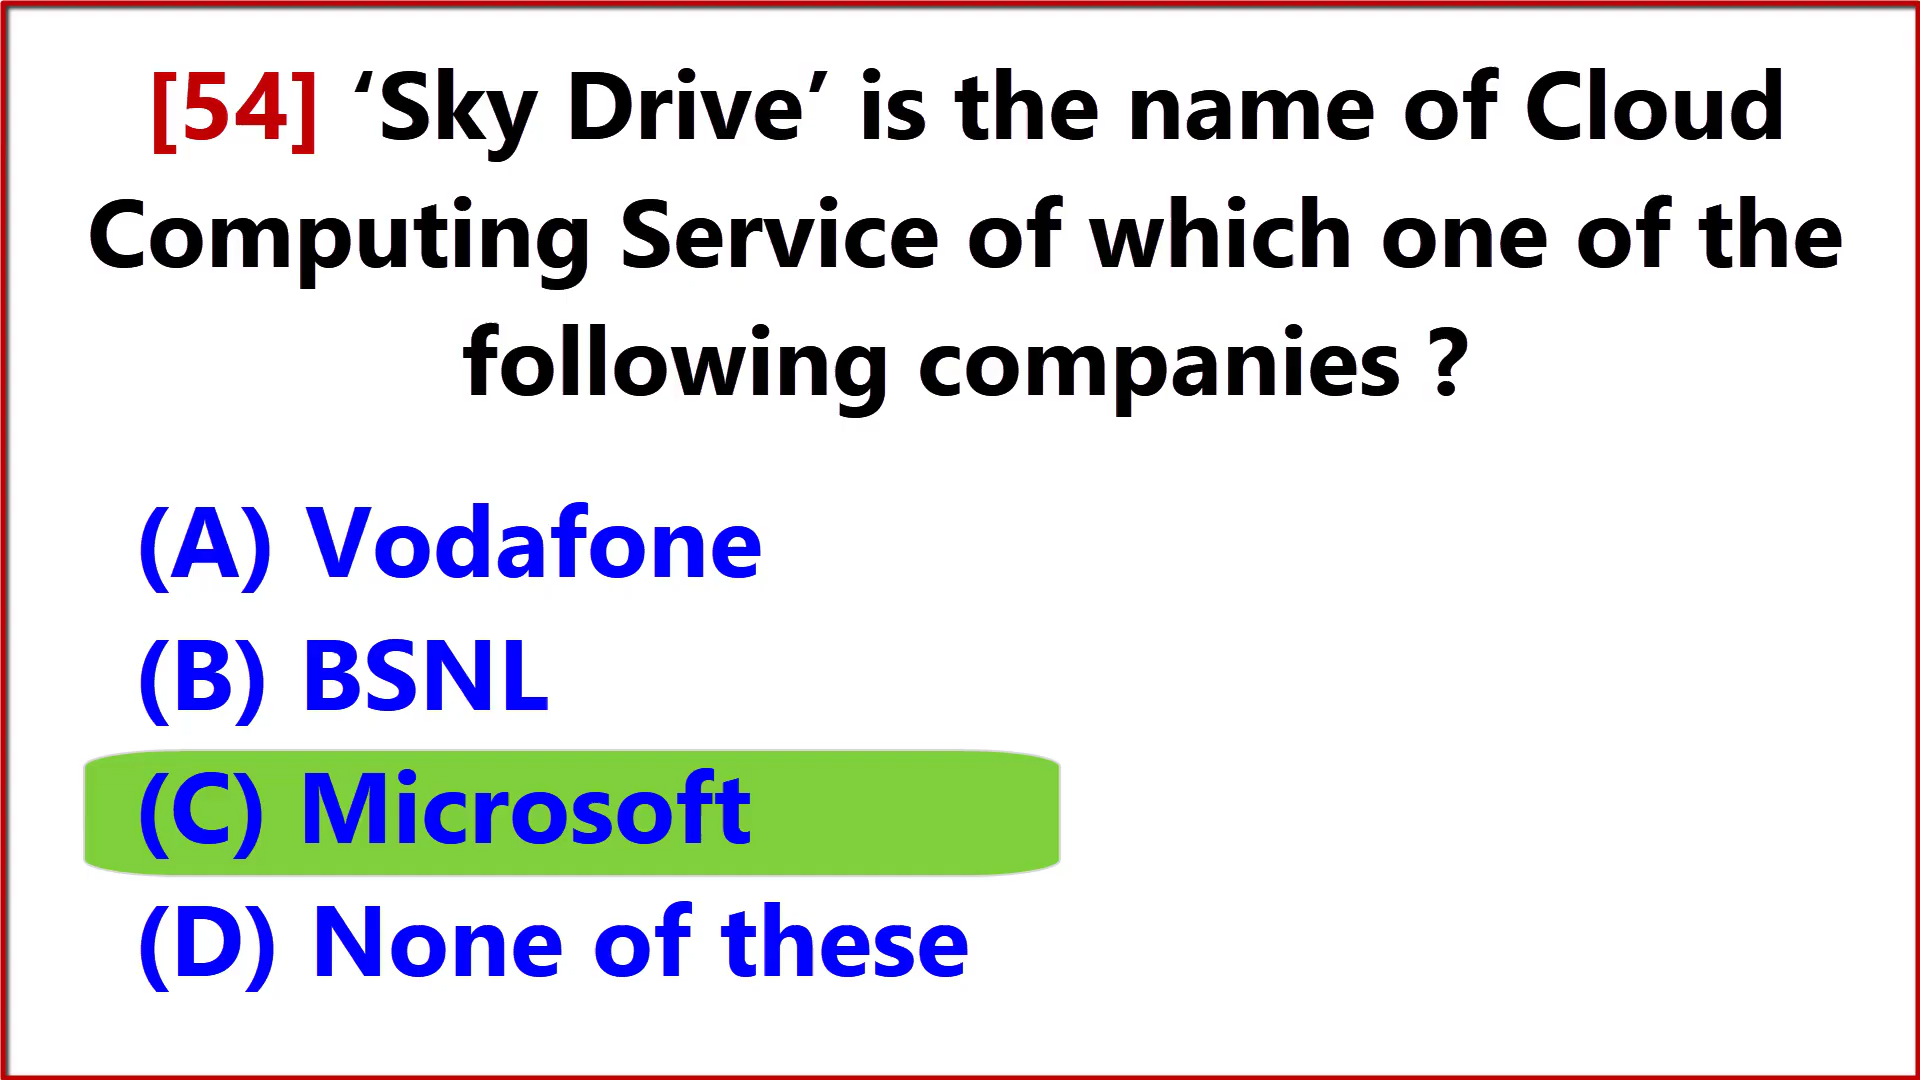 [54] ‘Sky Drive’ is the name of Cloud
Computing Service of which one of the
following companies ?
(A) Vodafone
(B) BSNL
(C) Microsoft
(D) None of these